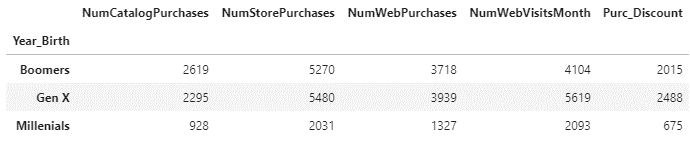 NumCatalogPurchases NumStorePurchases NumWebPurchases NumWebVisitsMonth Purc_Discount
Year_Birth
Boomers 2619 5270 3718 4104 2015
Gen X 2295 5480 3939 5619 2488
Millenials 928 2031 1327 2093 675